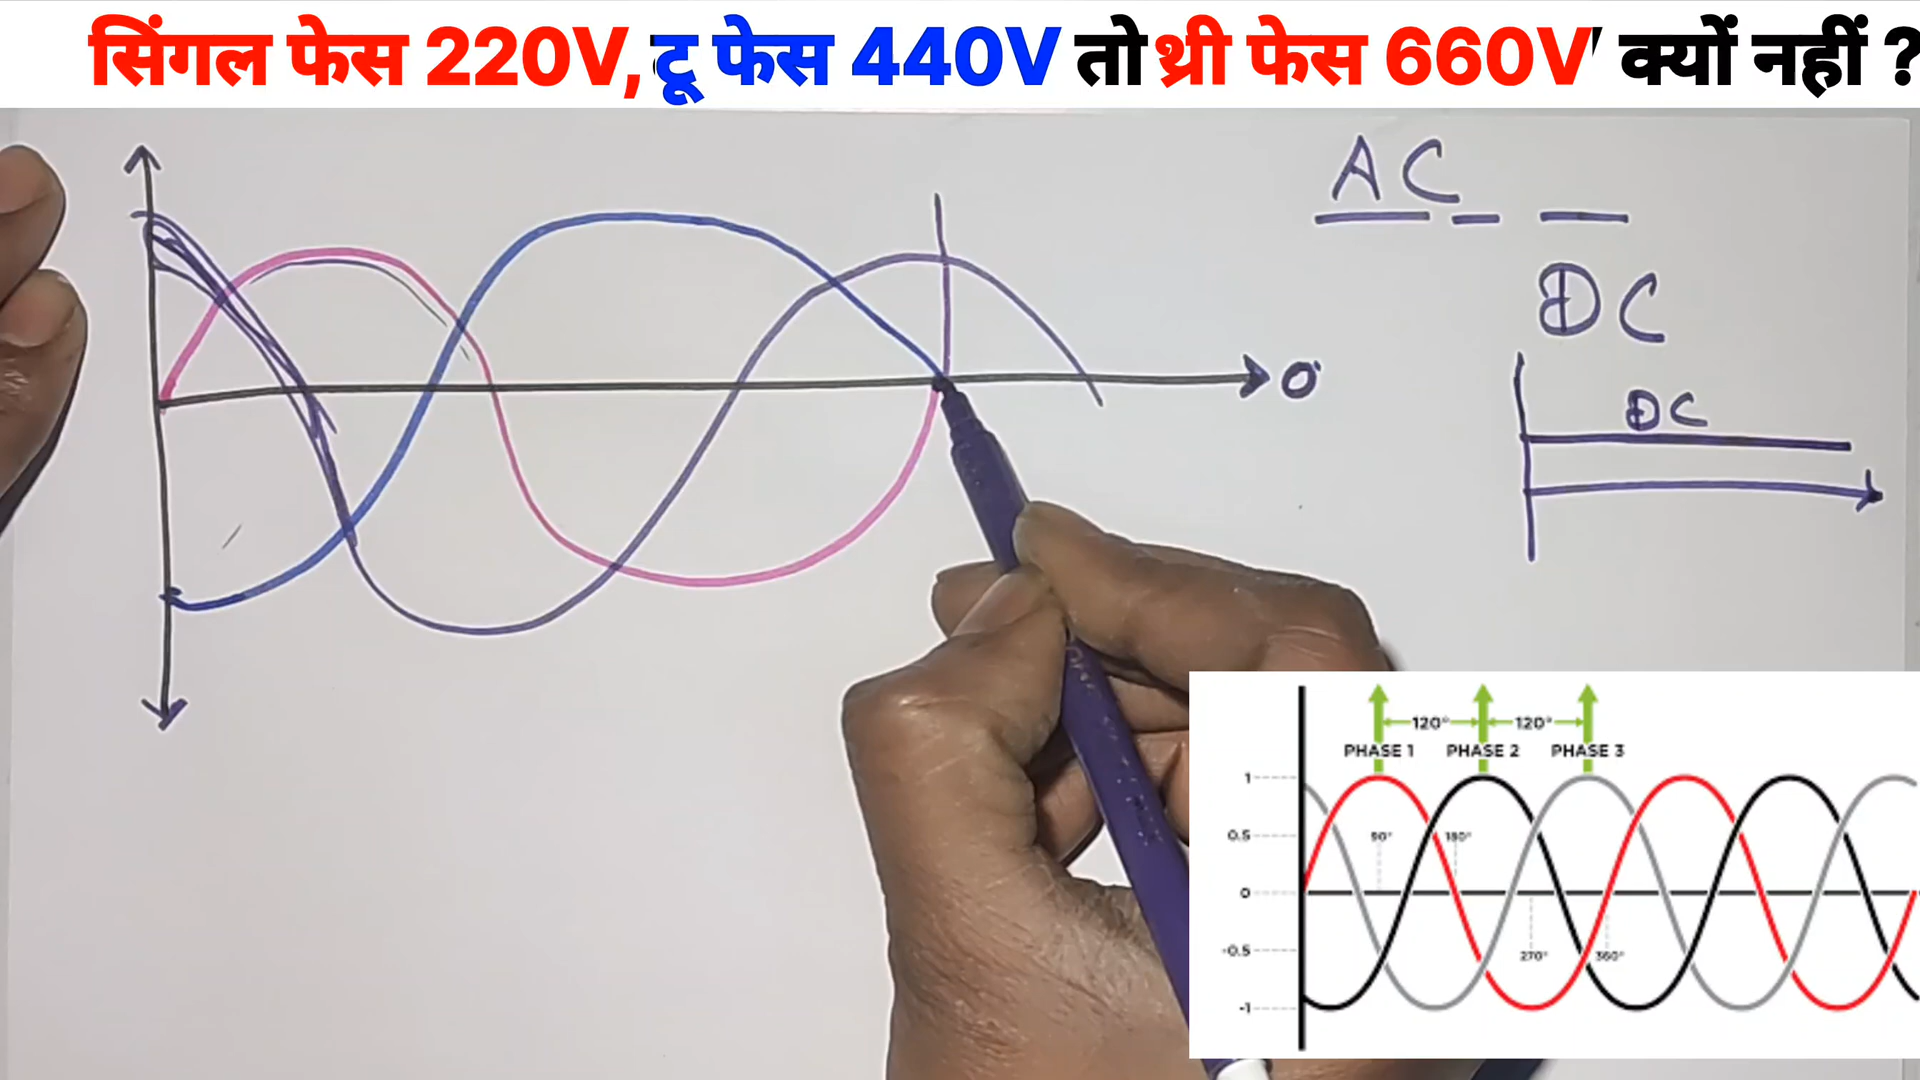 सिंगल फेस 220V, टू फेस 440V तो थ्री फेस 660V' क्यों नहीं ?
AC
DC
DC
120° 120°
PHASE 1 PHASE 2 PHASE 3
1
0.5
90° 180°
0
-0.5
270° 360°
-1